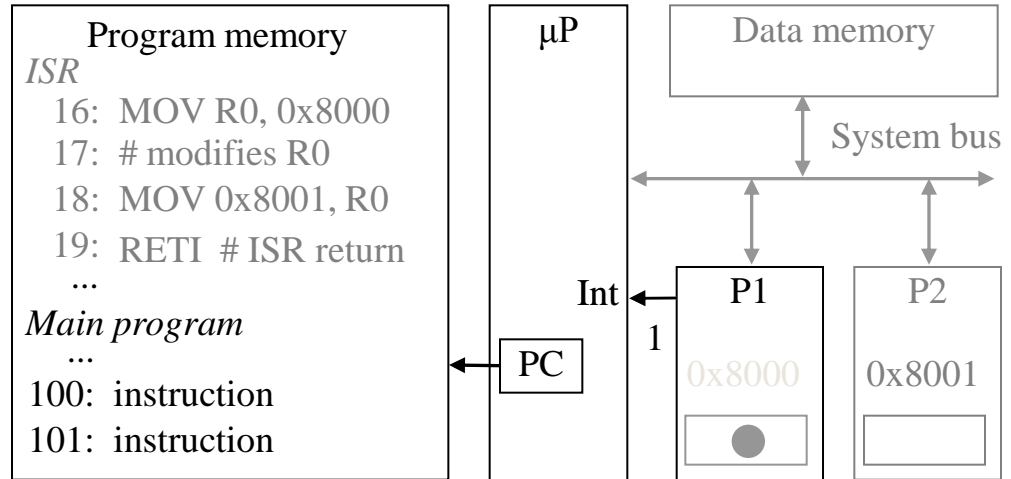 Program memory
ISR
16: MOV R0, 0x8000
17: # modifies R0
18: MOV 0x8001, R0
19: RETI # ISR return
...
Main program
...
100: instruction
101: instruction
μP
Int
PC
1
Data memory
System bus
P1
0x8000
P2
0x8001